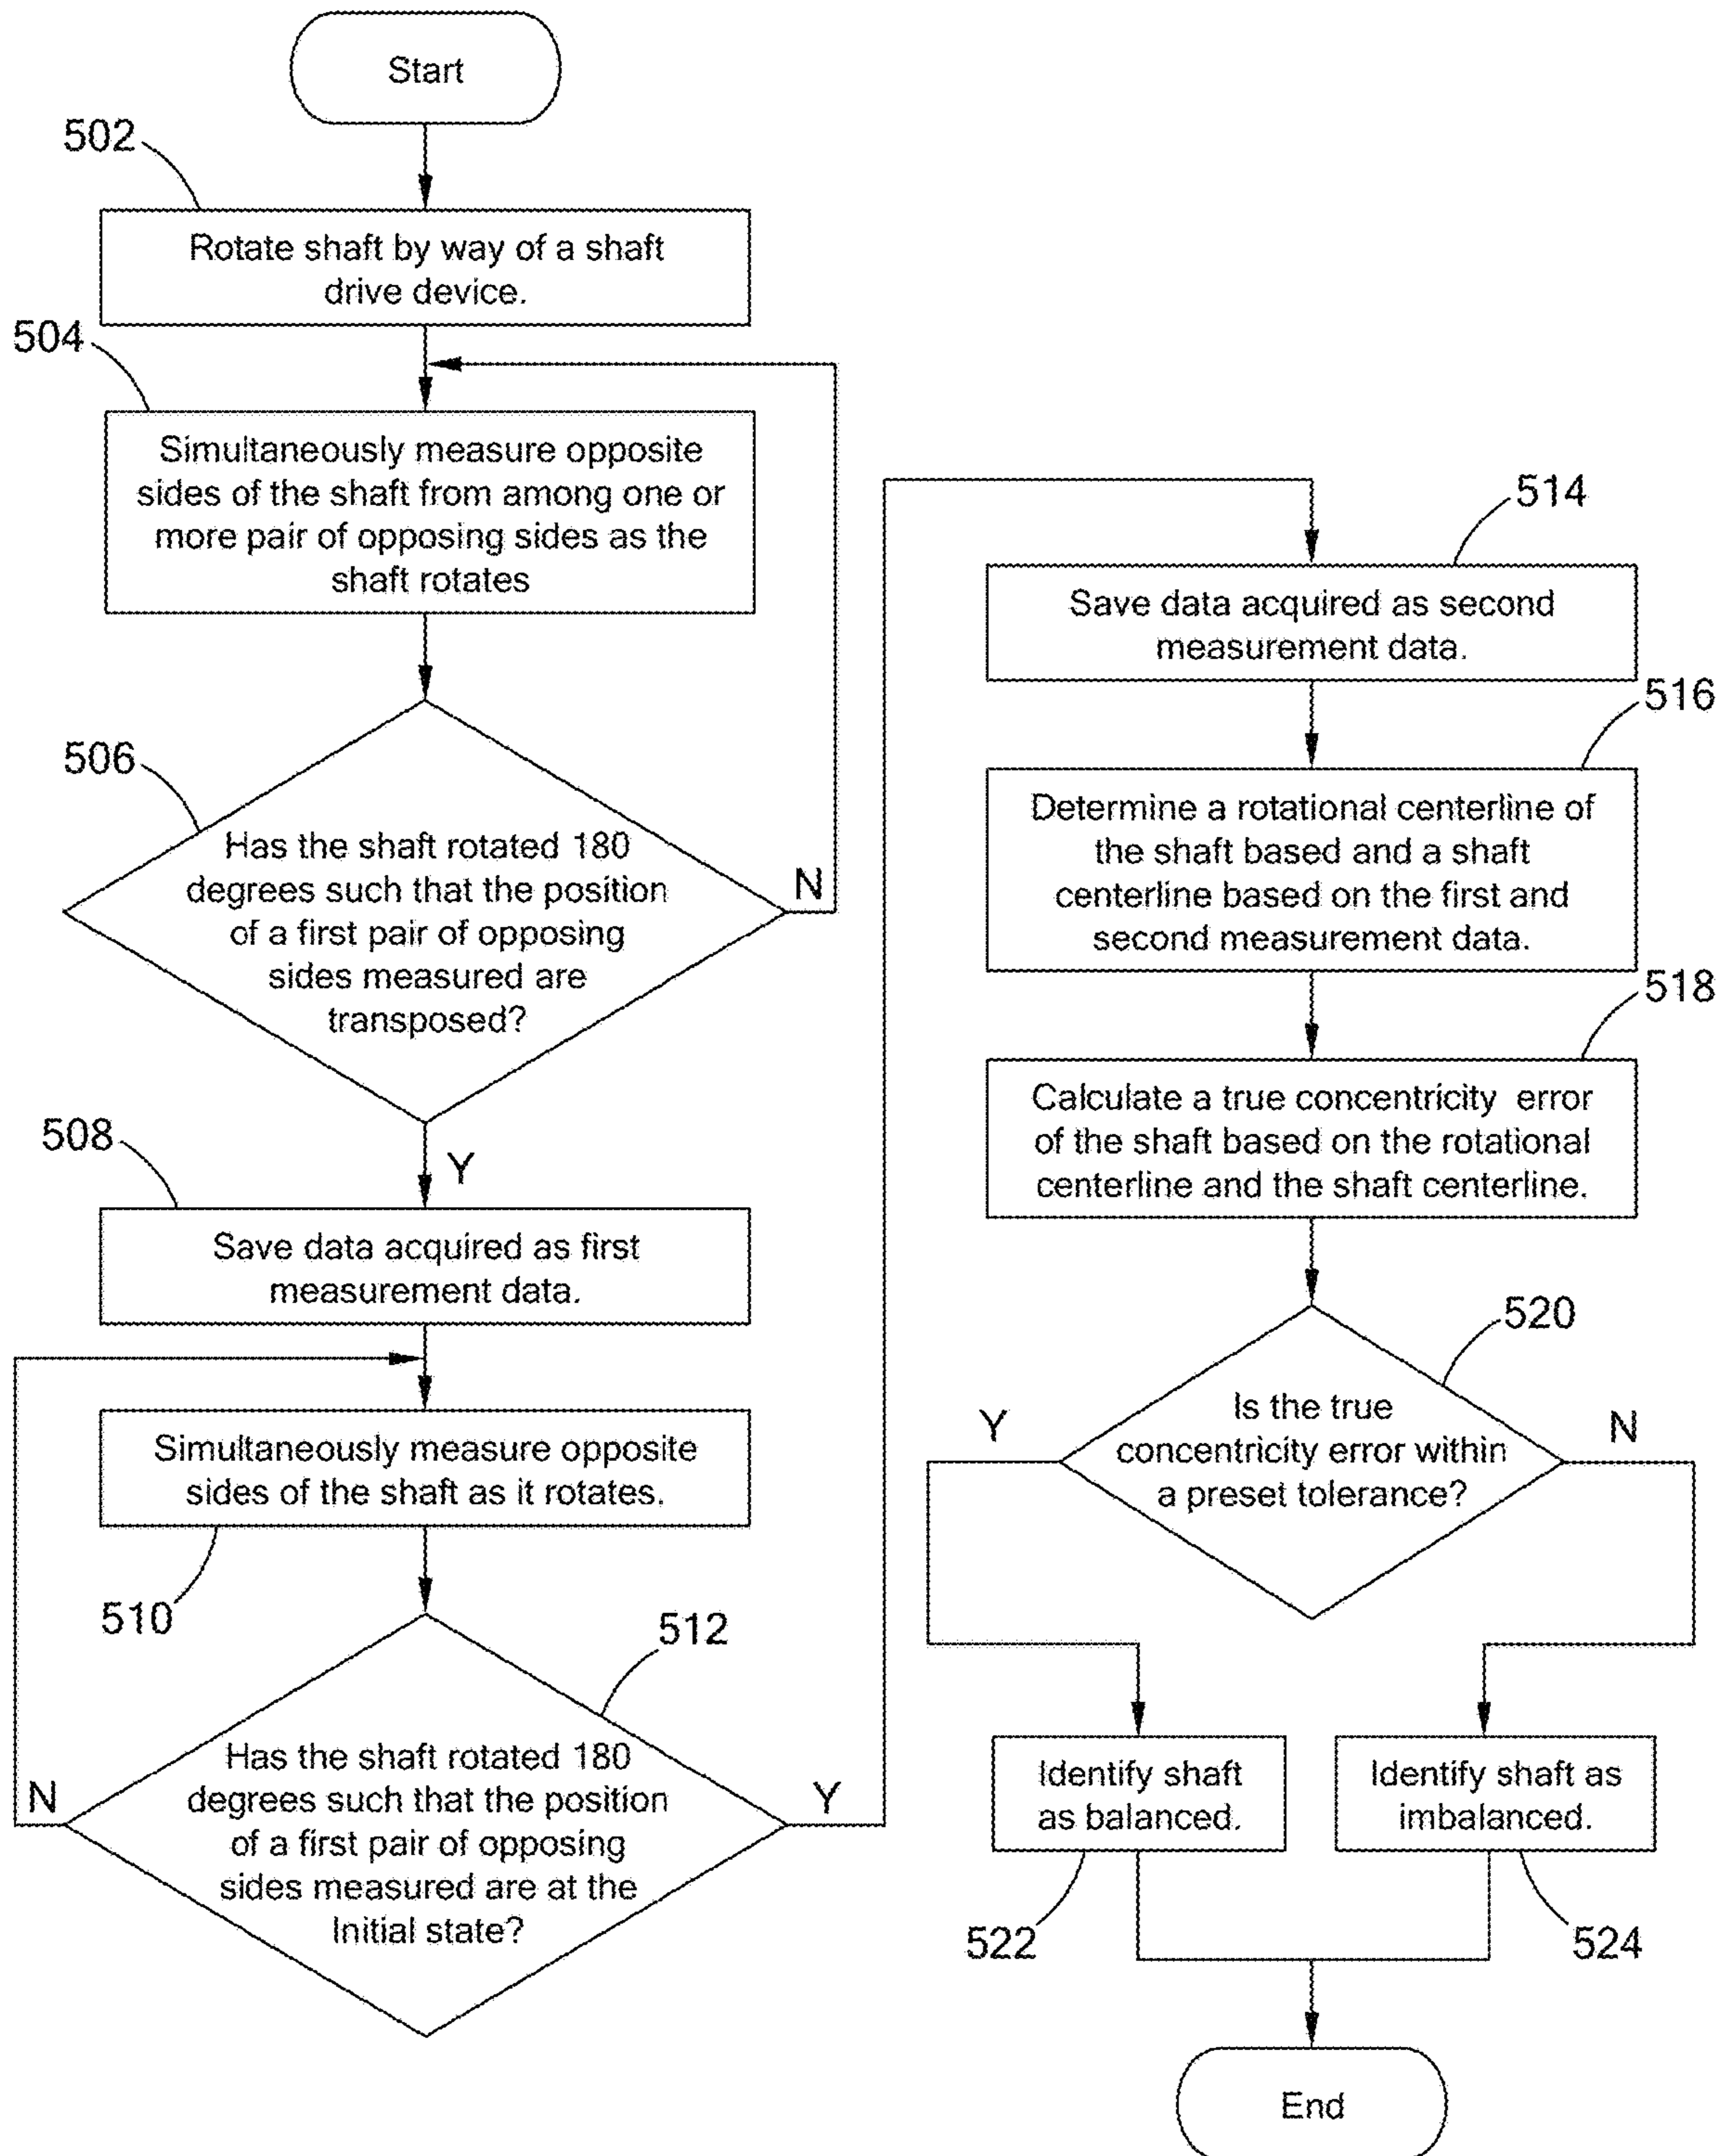 Start
502
Rotate shaft by way of a shaft
drive device.
504
Simultaneously measure opposite
sides of the shaft from among one or
more pair of opposing sides as the
shaft rotates
506
Has the shaft rotated 180
degrees such that the position
of a first pair of opposing
sides measured are
transposed?
N
Y
508
Save data acquired as first
measurement data.
Simultaneously measure opposite
sides of the shaft as it rotates.
510
512
Has the shaft rotated 180
degrees such that the position
of a first pair of opposing
sides measured are at the
Initial state?
N
Y
514
Save data acquired as second
measurement data.
516
Determine a rotational centerline of
the shaft based and a shaft
centerline based on the first and
second measurement data.
518
Calculate a true concentricity error
of the shaft based on the rotational
centerline and the shaft centerline.
520
Is the true
concentricity error within
a preset tolerance?
Y
N
Identify shaft
as balanced.
522
Identify shaft as
imbalanced.
524
End